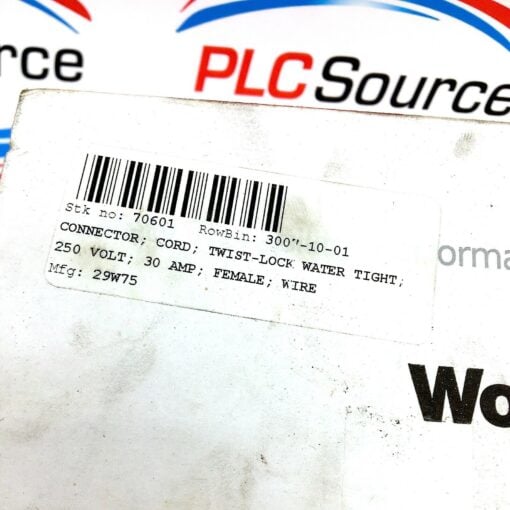 rce
PLCSource
Stk no: 70601 RowBin: -10-01
CONNECTOR; CORD; TWIST-LOCK WATER TIGHT;
250 VOLT; 30 AMP; FEMALE; WIRE
Mfg: 29W75
orma
Wo